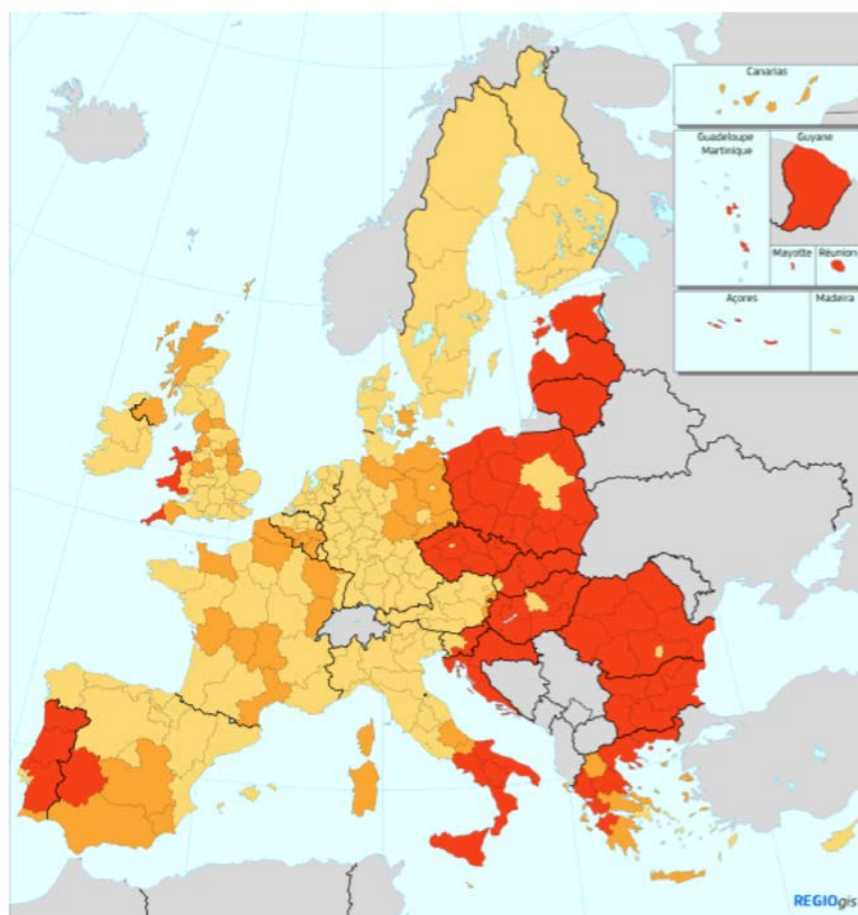 Canarias
Guadeloupe
Martinique
Guyane
Mayotte
Réunion
Açores
Madeira
REGIOgis